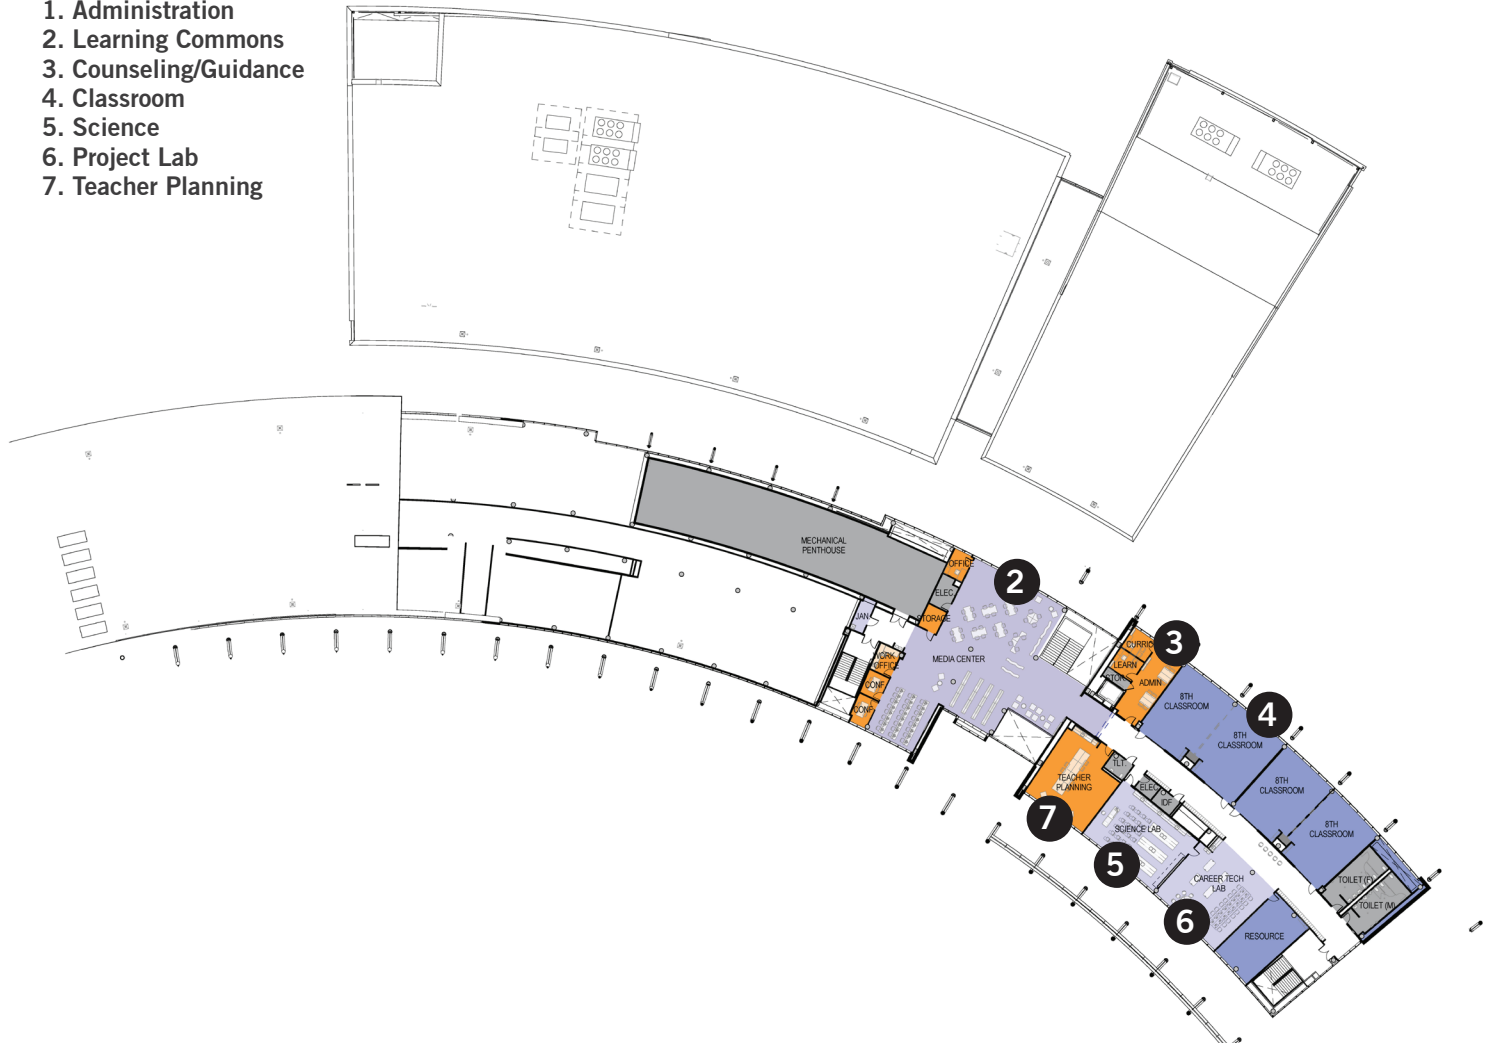 1. Administration
2. Learning Commons
3. Counseling/Guidance
4. Classroom
5. Science
6. Project Lab
7. Teacher Planning
MECHANICAL
PENTHOUSE
OFFICE
ELEC
STORAGE
JAN
WORK
OFFICE
CONF
CONF
MEDIA CENTER
2
3
LEARN
STOR
ADMIN
8TH
CLASSROOM
4
8TH
CLASSROOM
8TH
CLASSROOM
8TH
CLASSROOM
TLT
TEACHER
PLANNING
7
ELEC
IDF
SCIENCE LAB
5
CAREER TECH
LAB
6
TOILET (F)
TOILET (M)
RESOURCE